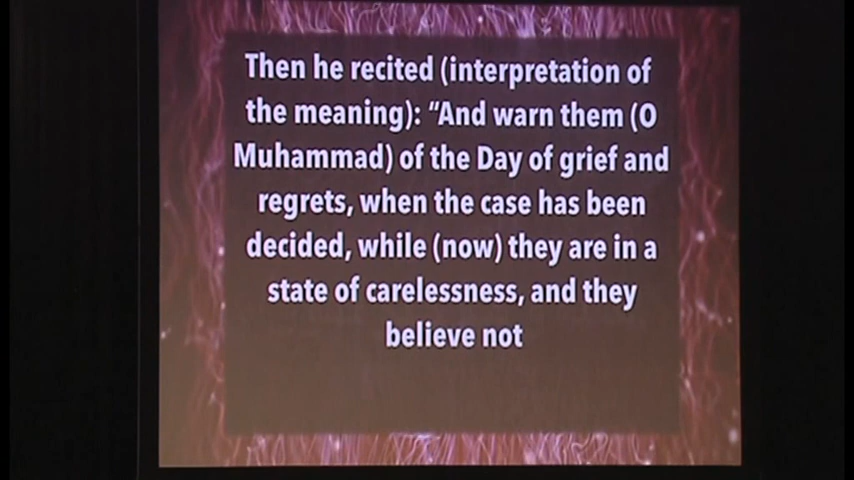 Then he recited (interpretation of
the meaning): “And warn them (O
Muhammad) of the Day of grief and
regrets, when the case has been
decided, while (now) they are in a
state of carelessness, and they
believe not